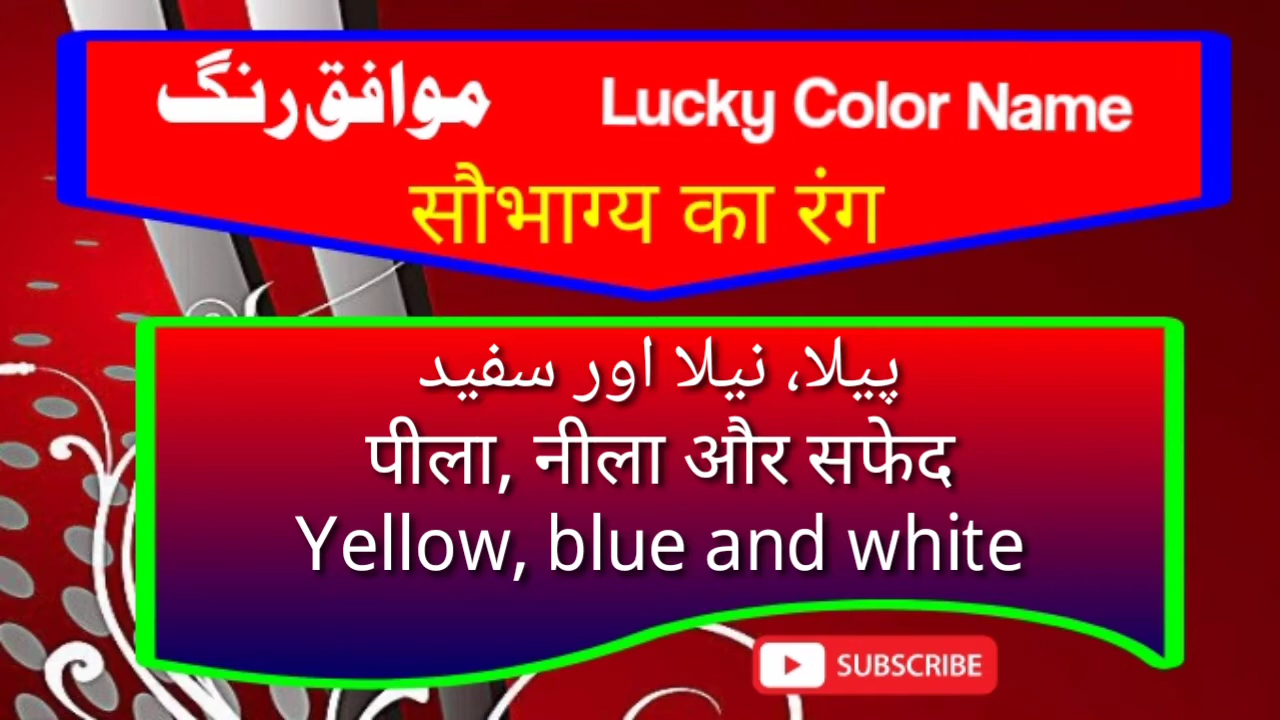 موافق رنگ Lucky Color Name
सौभाग्य का रंग
پیلا، نیلا اور سفید
पीला, नीला और सफेद
Yellow, blue and white
SUBSCRIBE